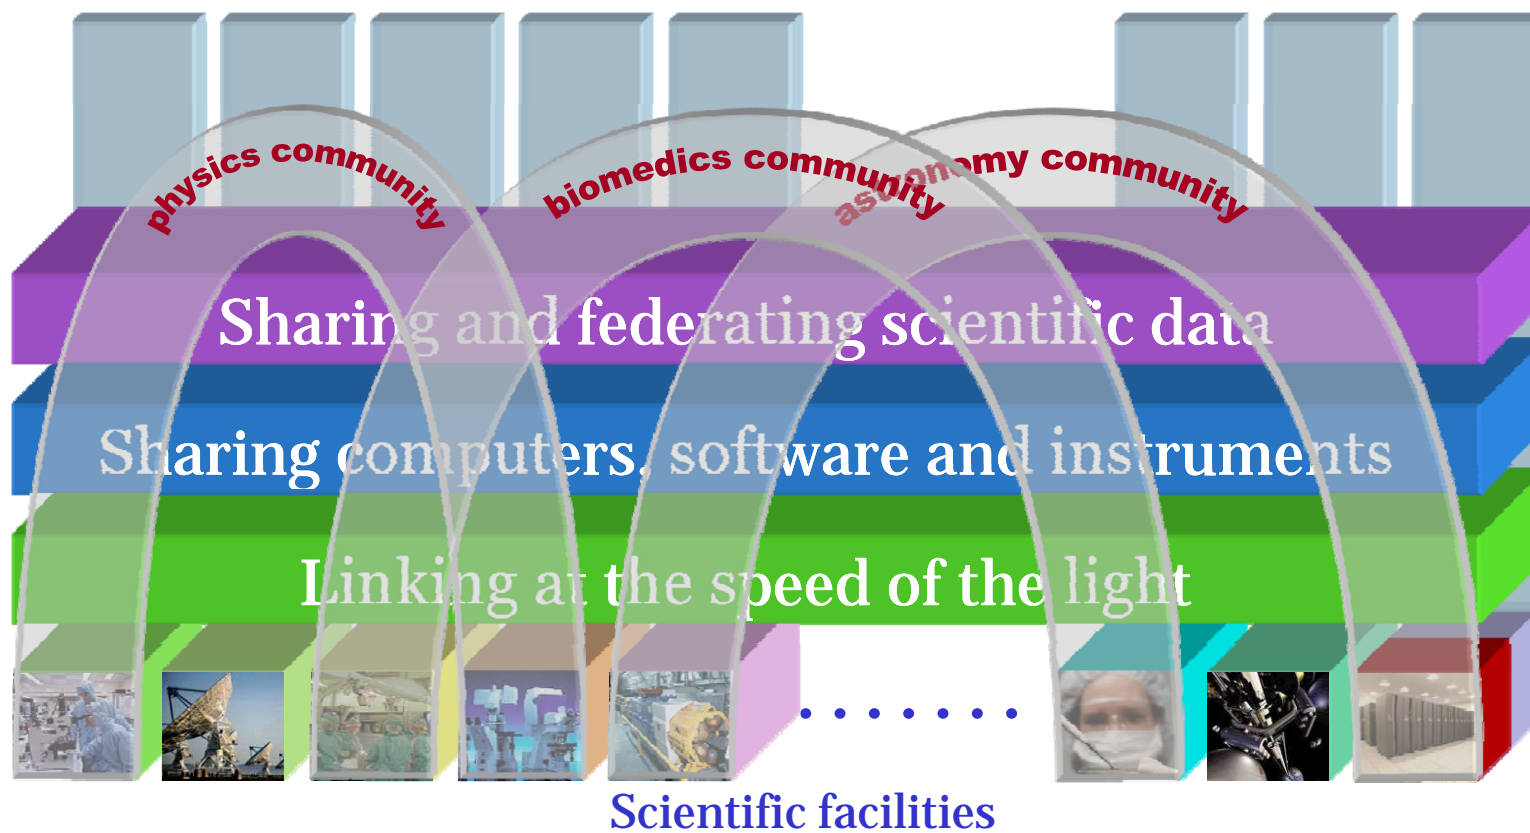 physics community
biomedics community
astronomy community
Sharing and federating scientific data
Sharing computers, software and instruments
Linking at the speed of the light
Scientific facilities